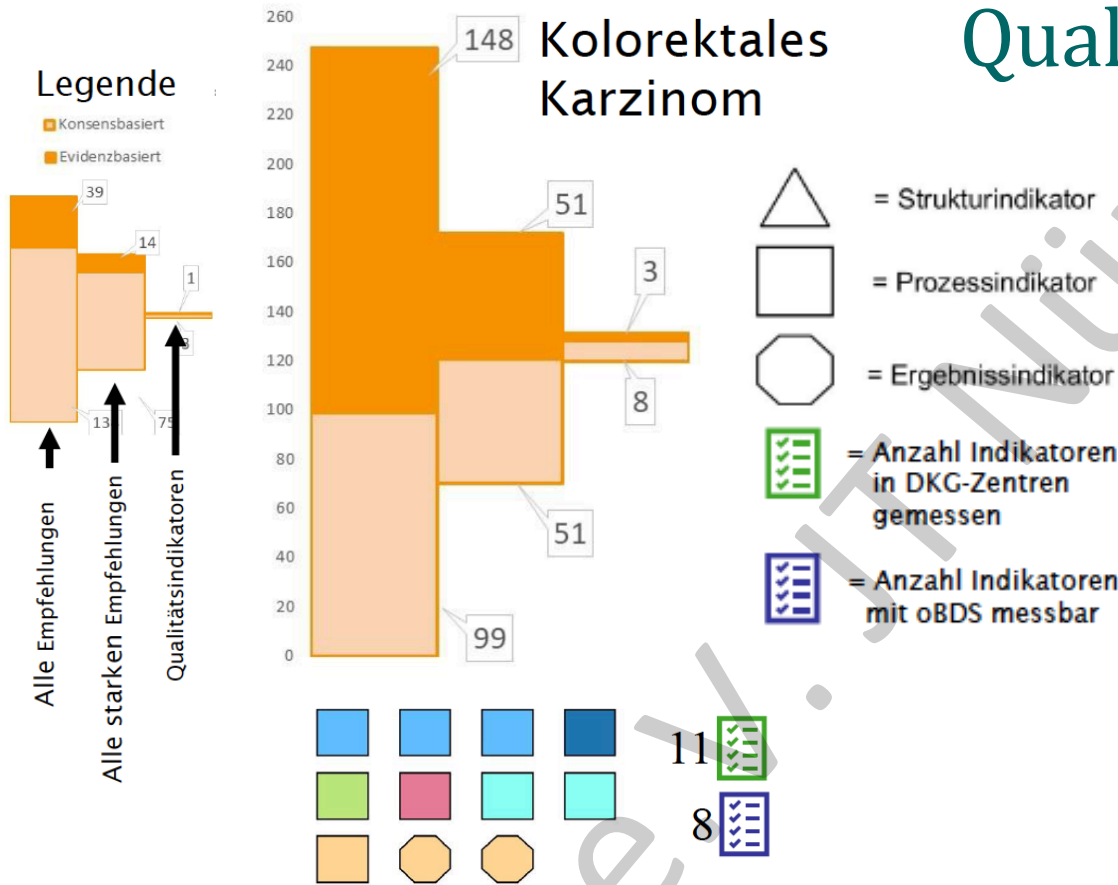 Legende
Konsensbasiert
Evidenzbasiert
39
14
1
Alle Empfehlungen
Alle starken Empfehlungen
Qualitätsindikatoren
Kolorektales
Karzinom
260
240
220
200
180
160
140
120
100
80
60
40
20
0
148
51
3
8
51
99
= Strukturindikator
= Prozessindikator
= Ergebnissindikator
= Anzahl Indikatoren
in DKG-Zentren
gemessen
= Anzahl Indikatoren
mit oBDS messbar
11
8